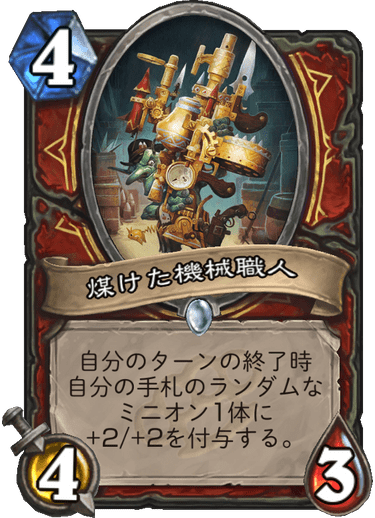 4
煤けた機械職人
自分のターンの終了時
自分の手札のランダムな
ミニオン1体に
+2/+2を付与する。
4
3